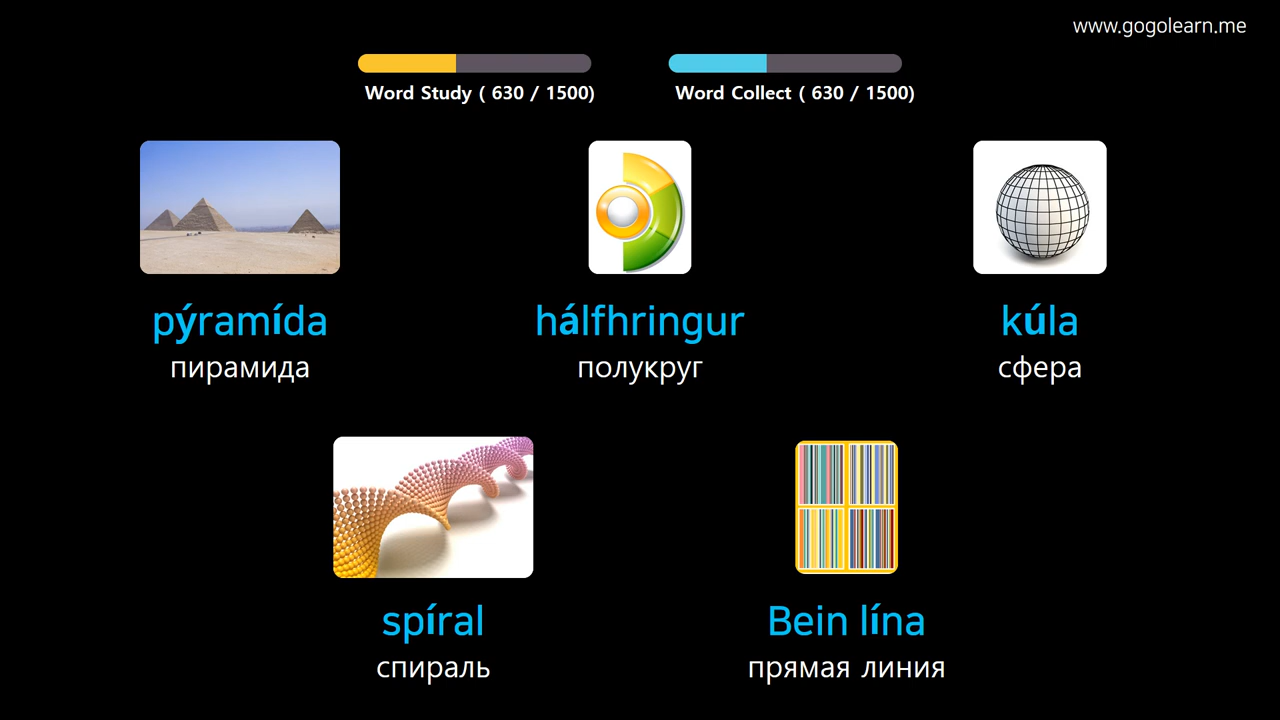 www.gogolearn.me
Word Study ( 630 / 1500)
Word Collect ( 630 / 1500)
pýramída
пирамида
hálfhringur
полукруг
kúla
сфера
spíral
спираль
Bein lína
прямая линия